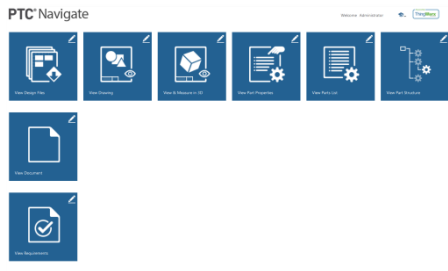 PTC® Navigate
Welcome Administrator
ThingWorx
View Design Files
View Drawing
View & Measure in 3D
View Part Properties
View Parts List
View Part Structure
View Document
View Requirements